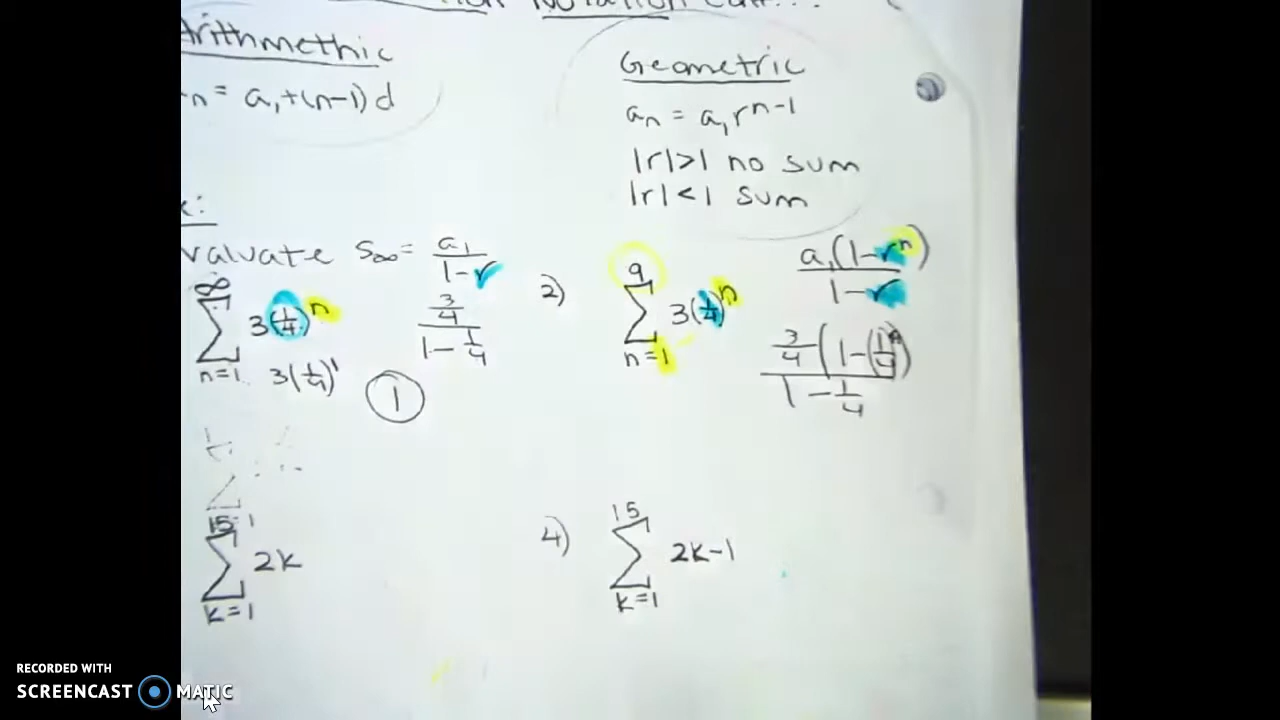 Notation Cont...
Arithmethic
n = a₁+(n-1)d
Geometric
aₙ = a₁rⁿ⁻¹
|r|>1 no sum
|r|<1 sum
valuate S∞ = a₁/(1-r)
∞
∑ 3(1/4)ⁿ
n=1
3(1/4)¹
(3/4)/(1-1/4)
1
2)
9
∑ 3(1/4)ⁿ
n=1
a₁(1-rⁿ)/(1-r)
3/4(1-(1/4)⁹)/(1-1/4)
15
∑ 2k
k=1
4)
15
∑ 2k-1
k=1
RECORDED WITH
SCREENCAST MATIC